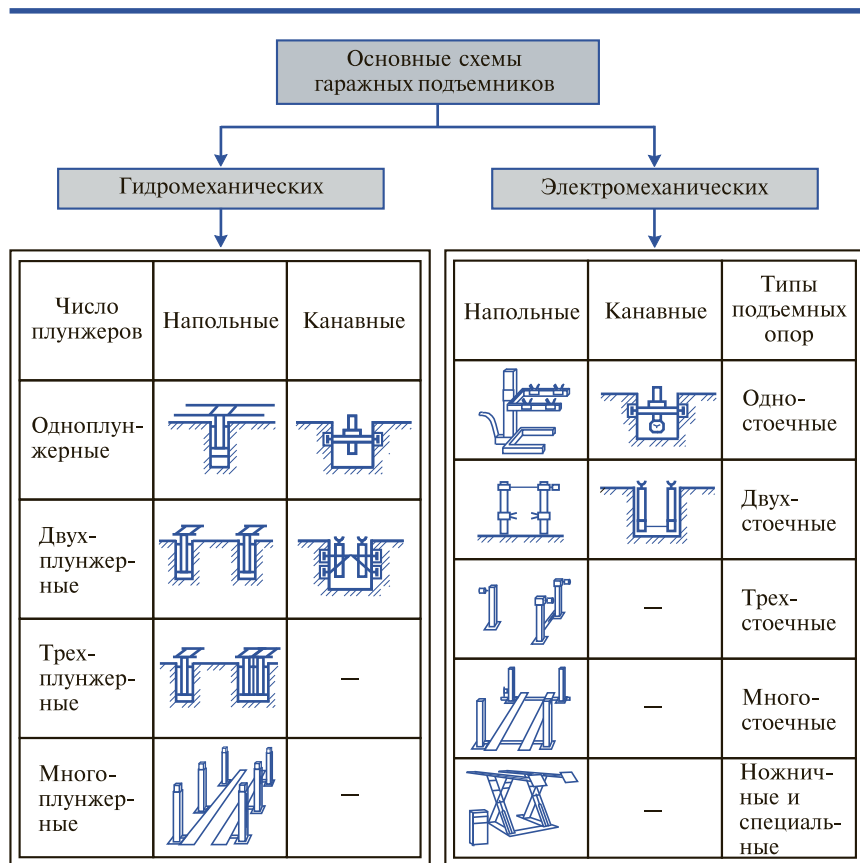 Основные схемы
гаражных подъемников
Гидромеханических
Электромеханических
Число
плунжеров
Напольные
Канавные
Одноплун-
жерные
Двух-
плунжер-
ные
Трех-
плунжер-
ные
—
Много-
плунжер-
ные
—
Напольные
Канавные
Типы
подъемных
опор
Одно-
стоечные
Двух-
стоечные
—
Трех-
стоечные
—
Много-
стоечные
—
Ножнич-
ные и
специаль-
ные